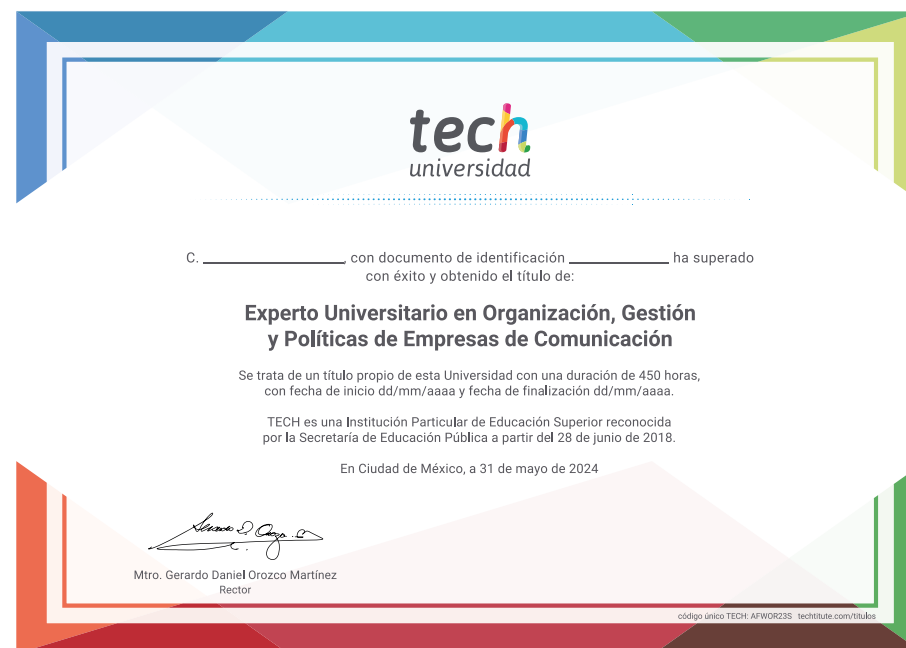 tech
universidad
C. ____________, con documento de identificación ____________ ha superado
con éxito y obtenido el título de:
Experto Universitario en Organización, Gestión
y Políticas de Empresas de Comunicación
Se trata de un título propio de esta Universidad con una duración de 450 horas,
con fecha de inicio dd/mm/aaaa y fecha de finalización dd/mm/aaaa.
TECH es una Institución Particular de Educación Superior reconocida
por la Secretaría de Educación Pública a partir del 28 de junio de 2018.
En Ciudad de México, a 31 de mayo de 2024
Mtro. Gerardo Daniel Orozco Martínez
Rector
código único TECH: AFWOR23S techtitute.com/titulos